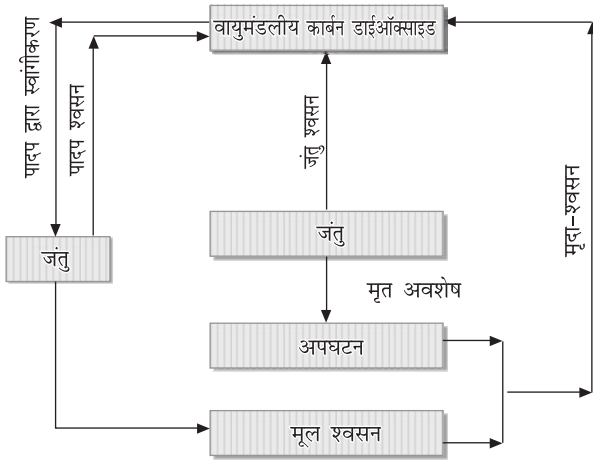 वायुमंडलीय कार्बन डाईऑक्साइड
पादप द्वारा स्वांगीकरण
पादप श्वसन
जंतु श्वसन
मृदा-श्वसन
जंतु
जंतु
मृत अवशेष
अपघटन
मूल श्वसन